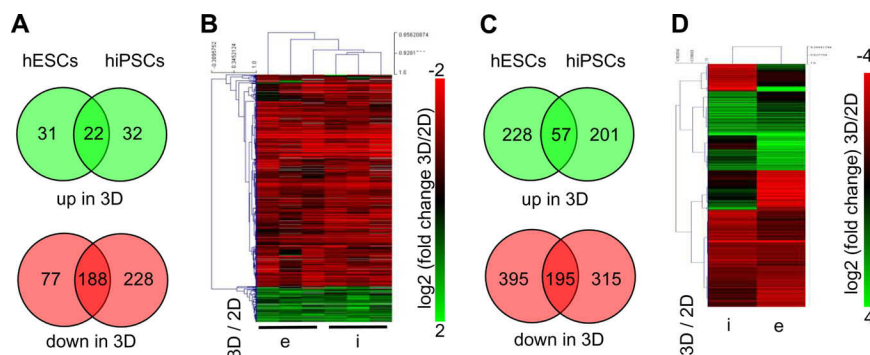 A
hESCs hiPSCs
31 22 32
up in 3D
77 188 228
down in 3D
B
1.0
3D / 2D
e i
-2
log2 (fold change 3D/2D)
2
C
hESCs hiPSCs
228 57 201
up in 3D
395 195 315
down in 3D
D
3D / 2D
i e
-4
log2 (fold change) 3D/2D
4